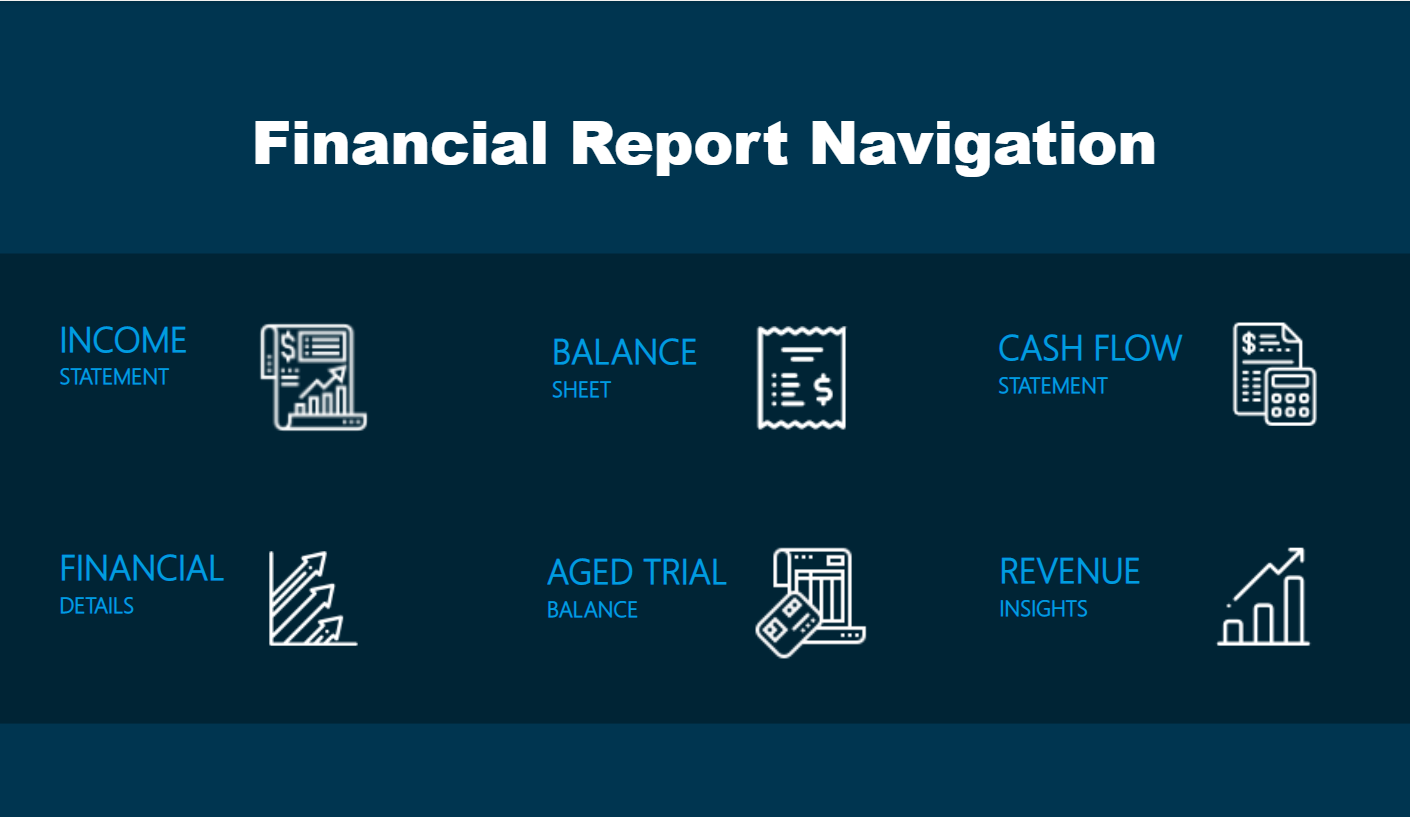 Financial Report Navigation
INCOME
STATEMENT
BALANCE
SHEET
CASH FLOW
STATEMENT
FINANCIAL
DETAILS
AGED TRIAL
BALANCE
REVENUE
INSIGHTS